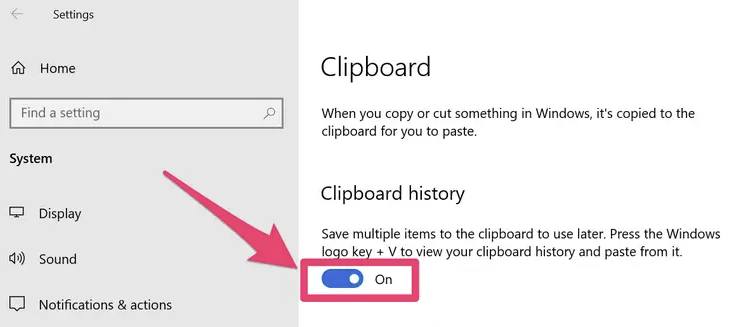 Settings
Home
Find a setting
System
Display
Sound
Notifications & actions
Clipboard
When you copy or cut something in Windows, it's copied to the
clipboard for you to paste.
Clipboard history
Save multiple items to the clipboard to use later. Press the Windows
logo key + V to view your clipboard history and paste from it.
On